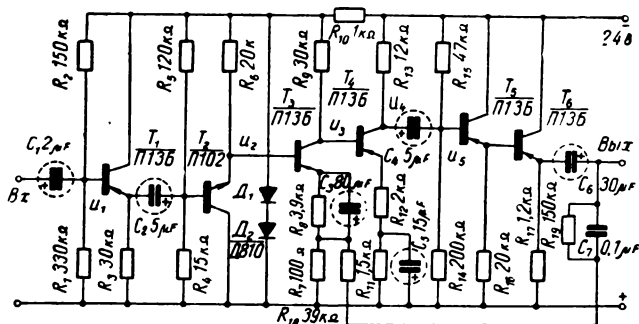 R₂ 150кΩ
R₅ 120кΩ
R₆ 20к
R₉ 30кΩ
R₁₀ 1кΩ
R₁₃ 12кΩ
R₁₅ 47кΩ
−
24в
C₁ 2μF
T₁
П13Б
T₂
П102
u₂
T₃
П13Б
T₄
П13Б
u₃
u₄
T₅
П13Б
T₆
П13Б
Вх
u₁
C₂ 5μF
Д₁
Д₂
Д810
C₃ 80μF
C₄ 5μF
u₅
Вых
C₆
30μF
R₁ 330кΩ
R₃ 30кΩ
R₄ 15кΩ
R₈ 3,9кΩ
R₇ 100Ω
R₁₂ 2кΩ
R₁₁ 1,5кΩ
C₅ 15μF
R₁₄ 200кΩ
R₁₆ 20кΩ
R₁₇ 1,2кΩ
R₁₉ 150кΩ
C₇
0,1μF
R₁₈ 39кΩ
+